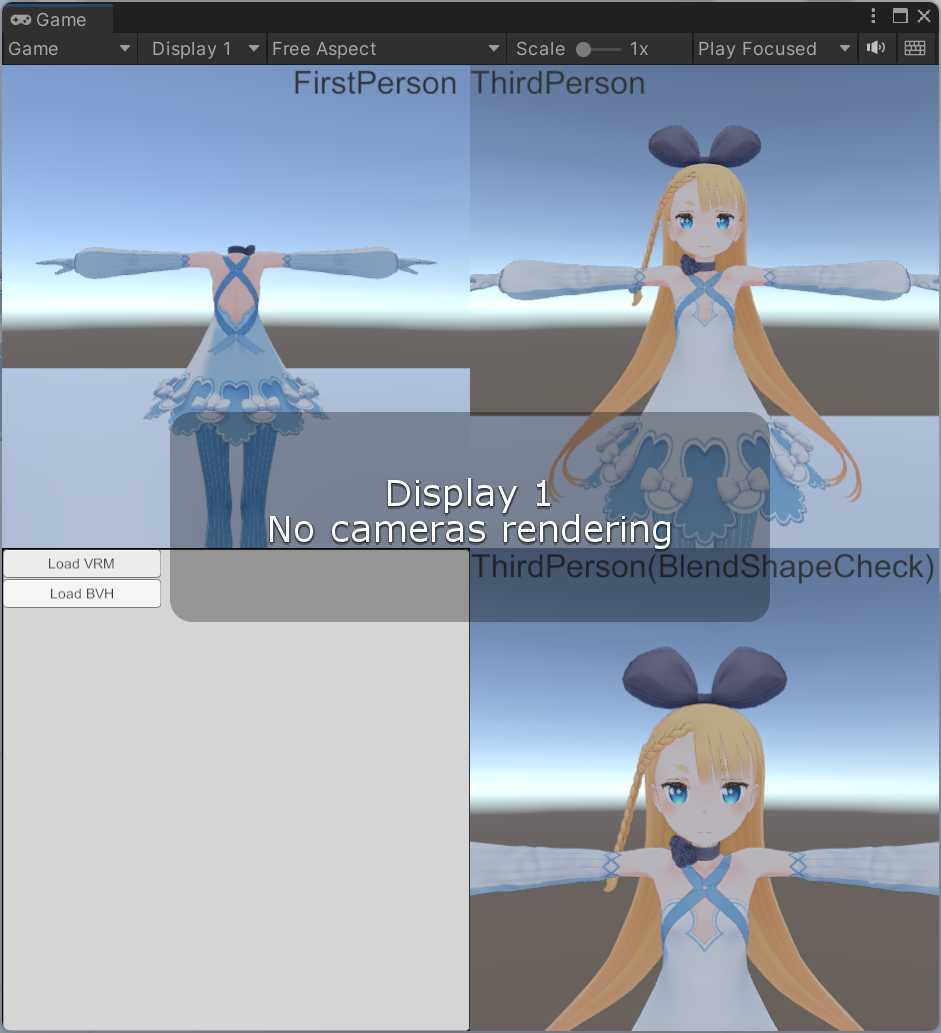 Game
Game Display 1 Free Aspect Scale 1x Play Focused
FirstPerson
ThirdPerson
Display 1
No cameras rendering
Load VRM
Load BVH
ThirdPerson(BlendShapeCheck)